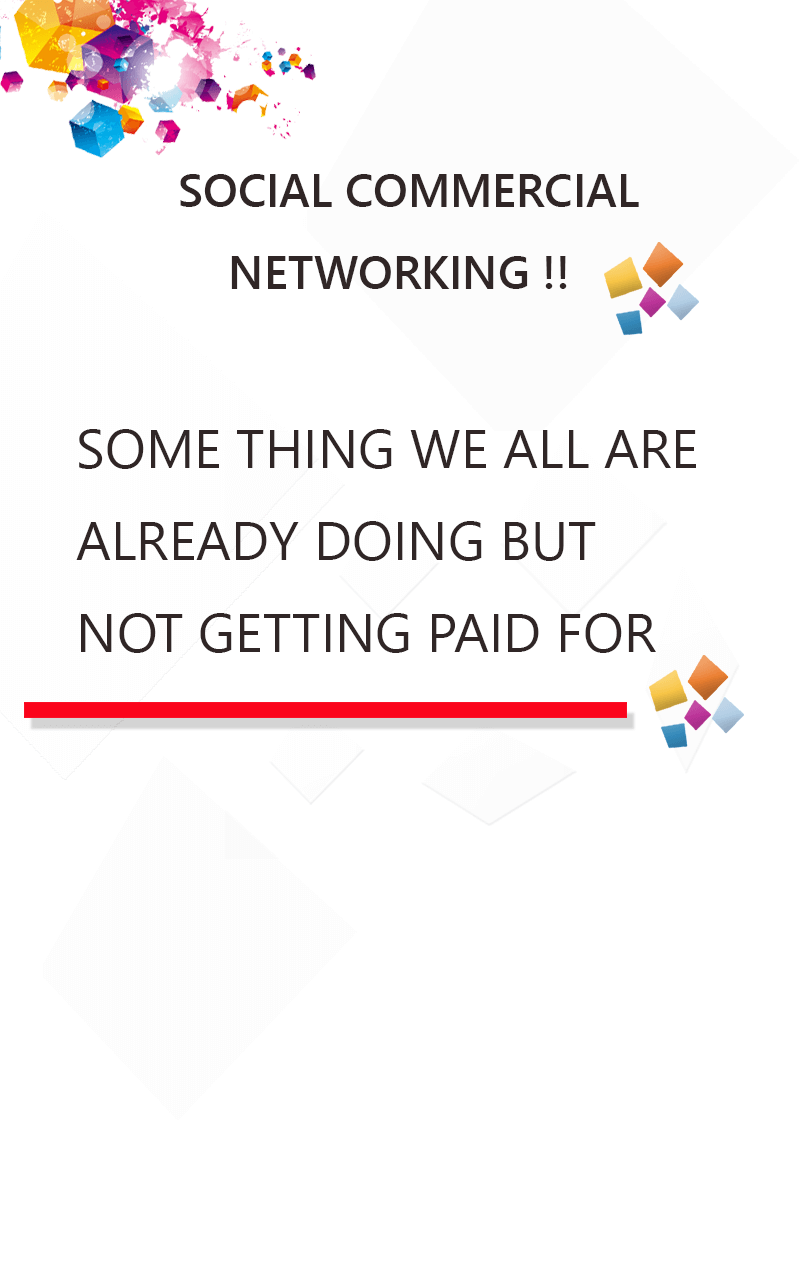 SOCIAL COMMERCIAL
NETWORKING !!
SOME THING WE ALL ARE
ALREADY DOING BUT
NOT GETTING PAID FOR